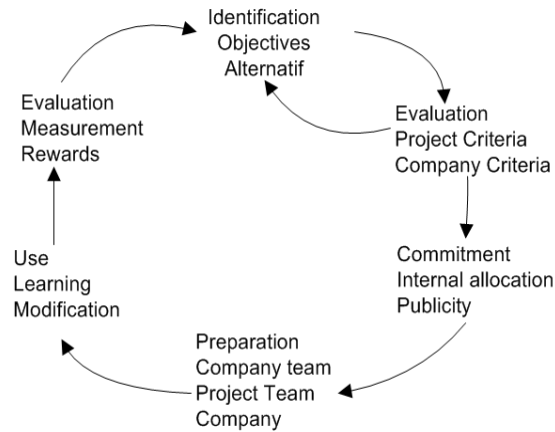 Identification
Objectives
Alternatif
Evaluation
Project Criteria
Company Criteria
Commitment
Internal allocation
Publicity
Preparation
Company team
Project Team
Company
Use
Learning
Modification
Evaluation
Measurement
Rewards